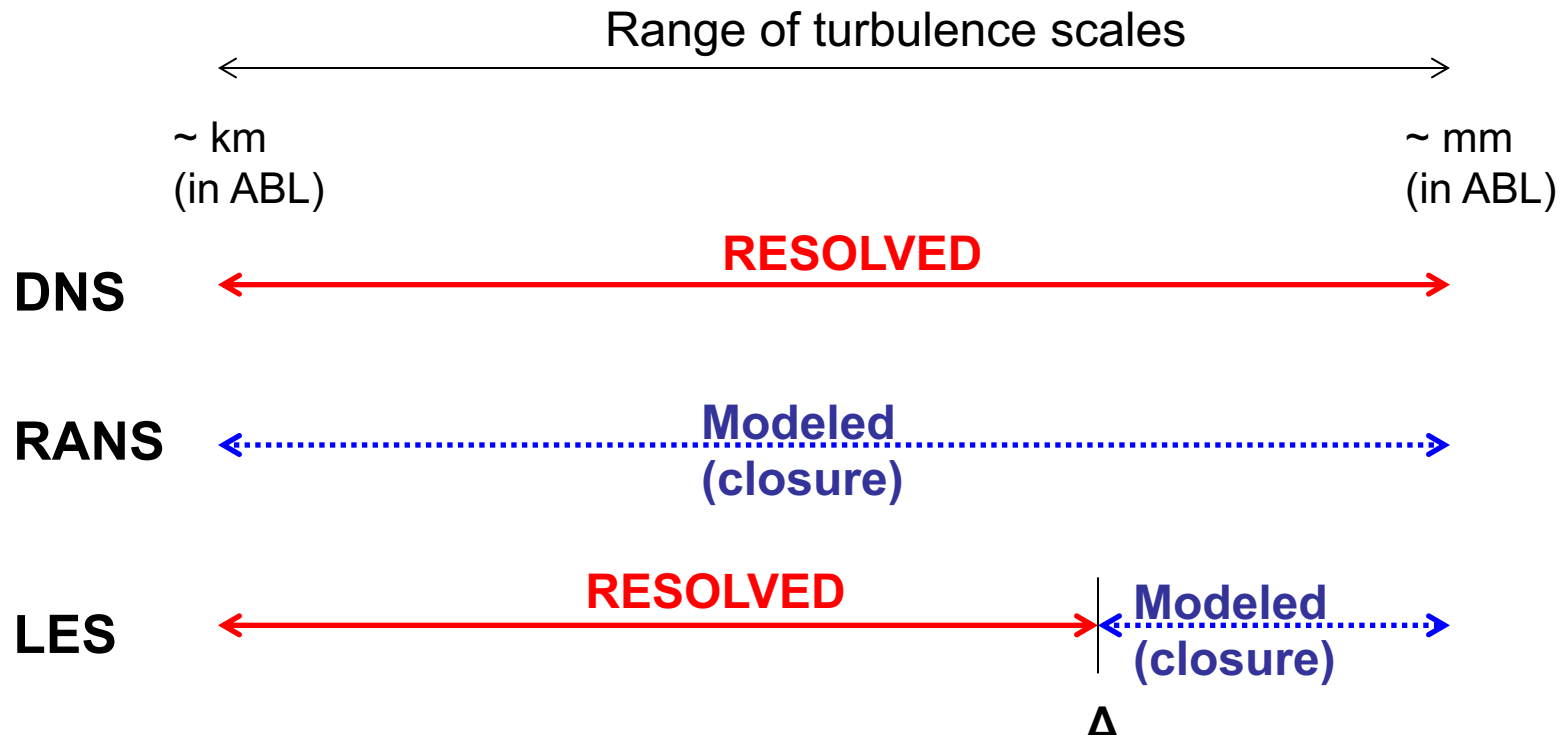 Range of turbulence scales
~ km
(in ABL)
~ mm
(in ABL)
RESOLVED
DNS
Modeled
(closure)
RANS
RESOLVED
Modeled
(closure)
LES
Δ